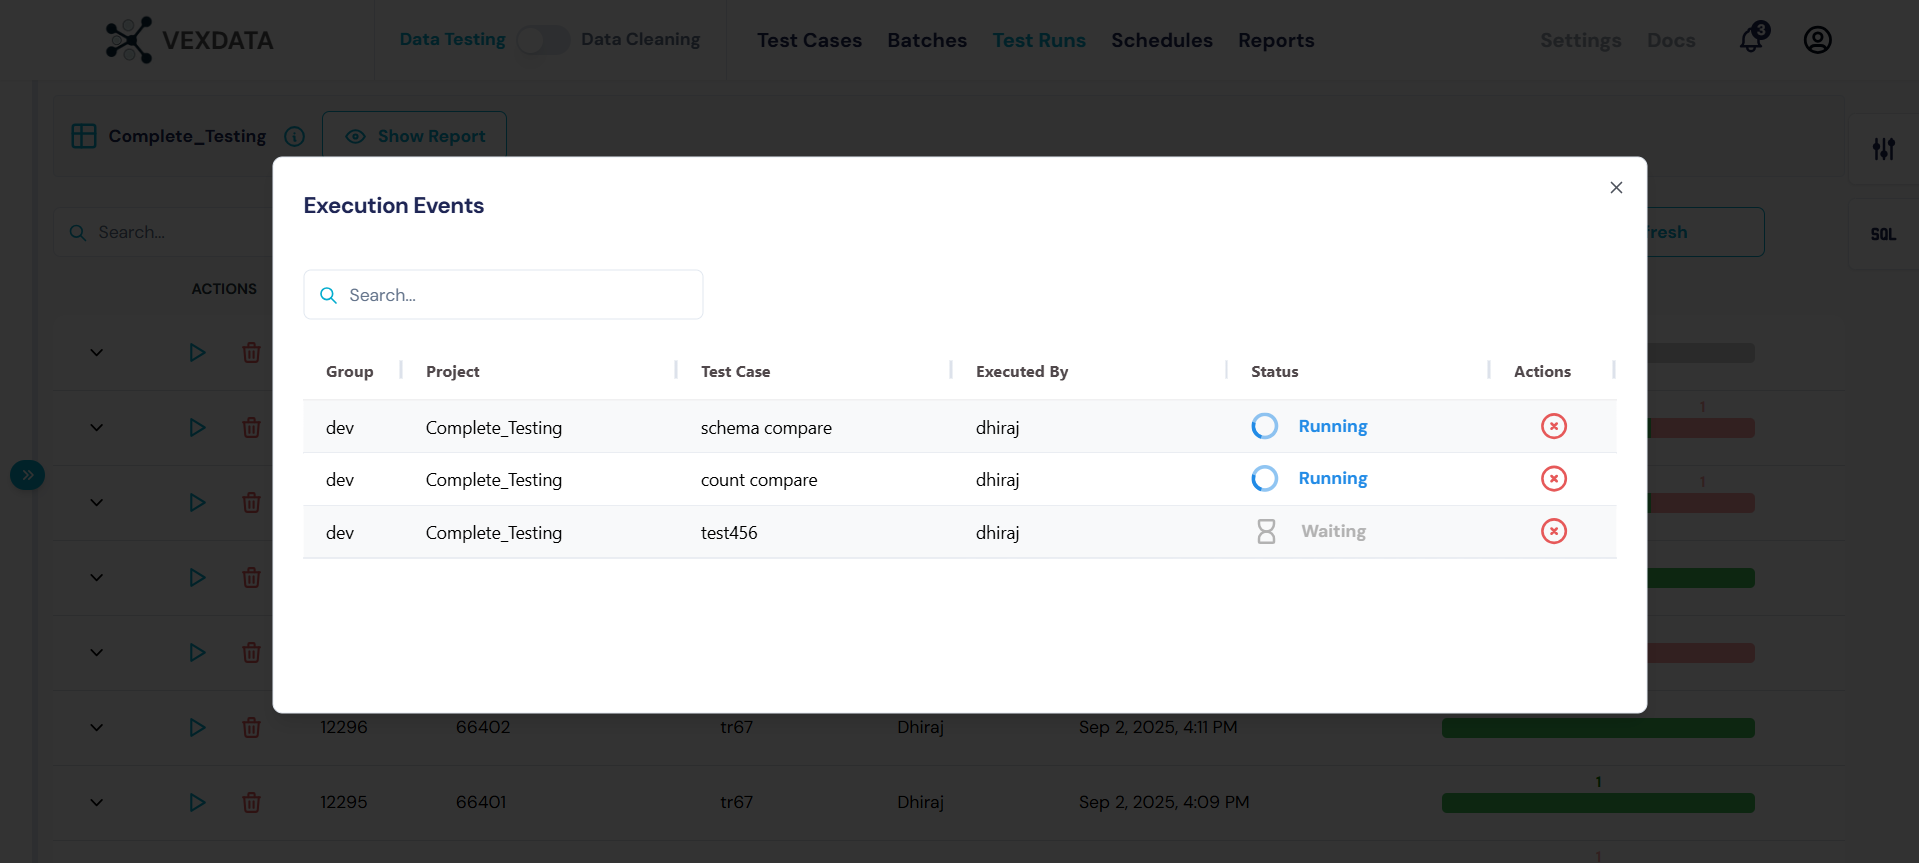 VEXDATA Data Testing Data Cleaning Test Cases Batches Test Runs Schedules Reports Settings Docs 3
Complete_Testing Show Report
Execution Events
Search... fresh SQL
ACTIONS
Search...
Group Project Test Case Executed By Status Actions
dev Complete_Testing schema compare dhiraj Running
1
dev Complete_Testing count compare dhiraj Running
1
dev Complete_Testing test456 dhiraj Waiting
12296 66402 tr67 Dhiraj Sep 2, 2025, 4:11 PM
1
12295 66401 tr67 Dhiraj Sep 2, 2025, 4:09 PM
1